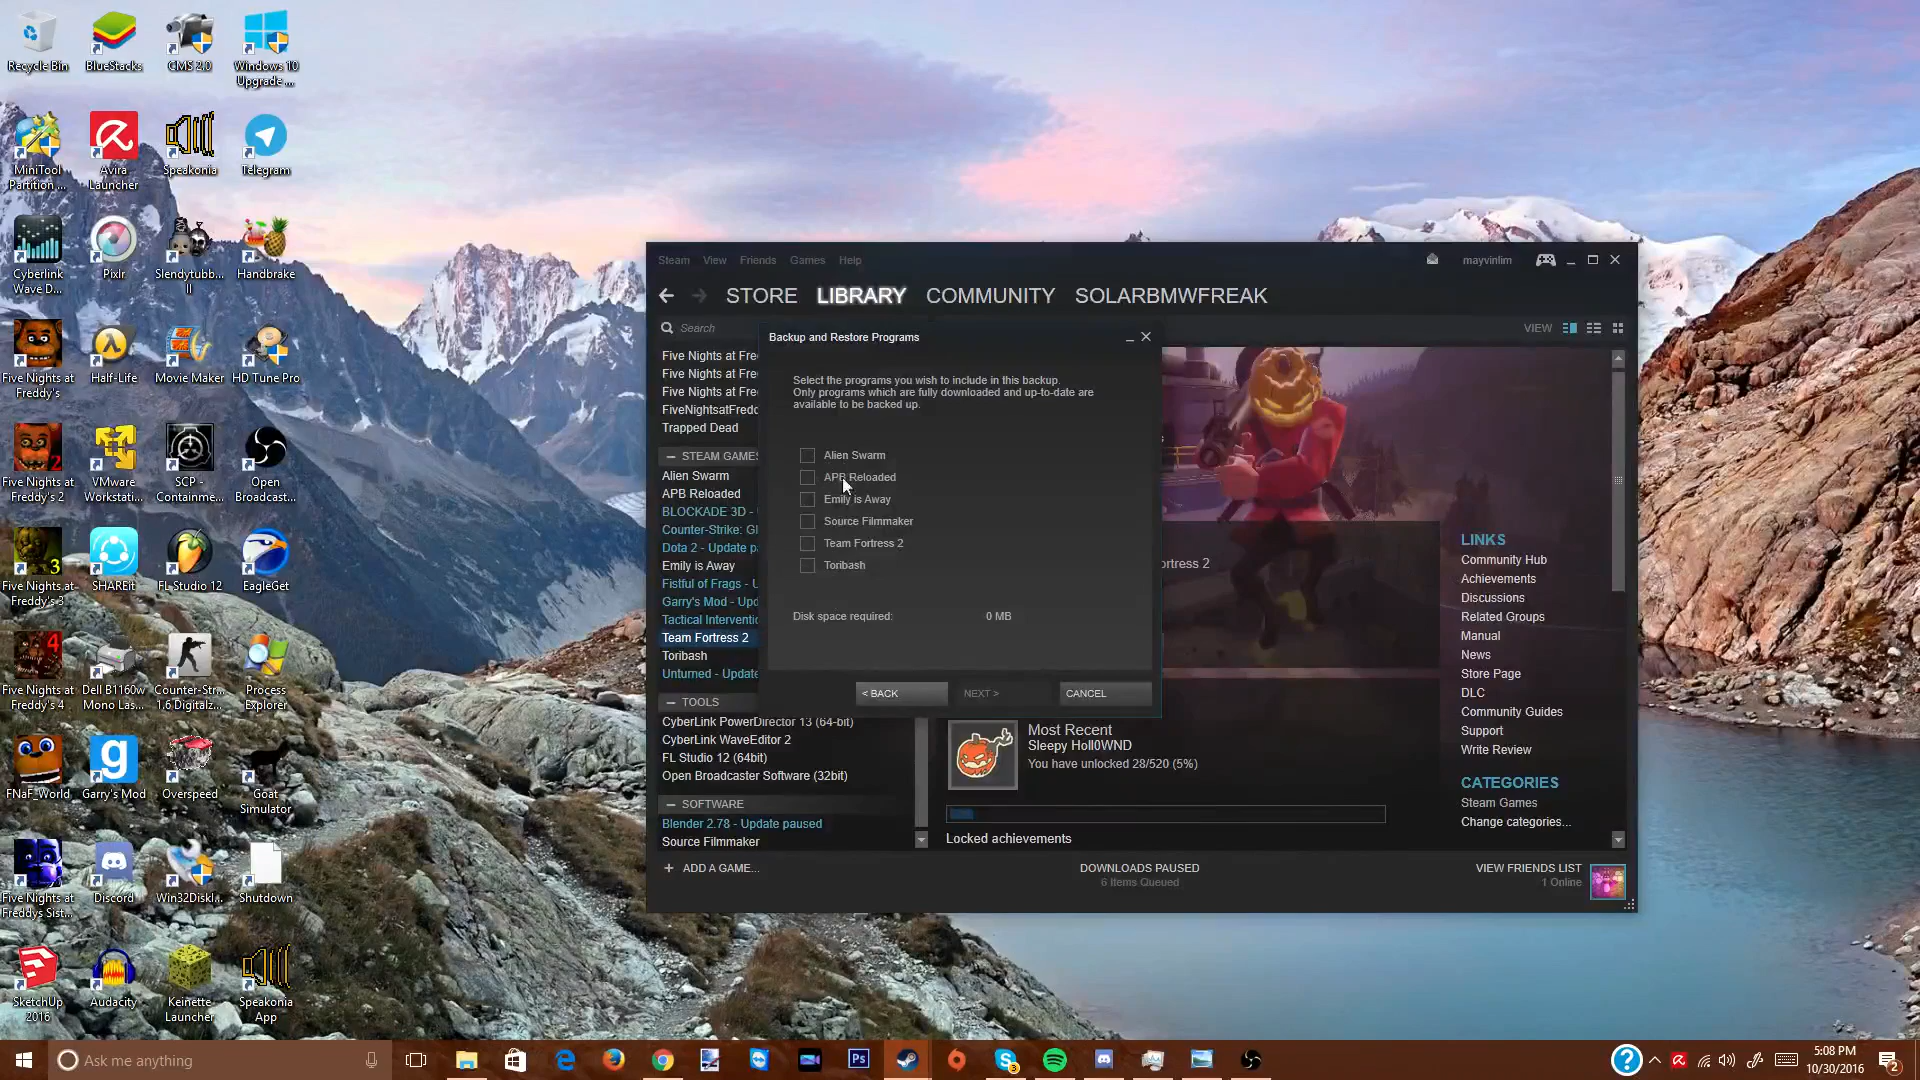 Recycle Bin
BlueStacks
CMS 2.0
Windows 10
Upgrade ...
MiniTool
Partition ...
Avira
Launcher
Speakonia
Telegram
Cyberlink
Wave D...
Pixlr
Slendytubb...
II
Handbrake
Five Nights at
Freddy's
Half-Life
Movie Maker
HD Tune Pro
Five Nights at
Freddy's 2
VMware
Workstati...
SCP -
Containme...
Open
Broadcast...
Five Nights at
Freddy's 3
SHAREit
FL Studio 12
EagleGet
Five Nights at
Freddy's 4
Dell B1160w
Mono Las...
Counter-Str...
1.6 Digitalz...
Process
Explorer
FNaF_World
Garry's Mod
Overspeed
Goat
Simulator
Five Nights at
Freddys Sist...
Discord
Win32DiskI...
Shutdown
SketchUp
2016
Audacity
Keinette
Launcher
Speakonia
App
Steam View Friends Games Help
mayvinlim
STORE LIBRARY COMMUNITY SOLARBMWFREAK
Search
VIEW
Five Nights at Fre
Five Nights at Fre
Five Nights at Fre
FiveNightsatFredd
Trapped Dead
STEAM GAMES
Alien Swarm
APB Reloaded
BLOCKADE 3D -
Counter-Strike: Gl
Dota 2 - Update pa
Emily is Away
Fistful of Frags - U
Garry's Mod - Upd
Tactical Interventio
Team Fortress 2
Toribash
Unturned - Update
TOOLS
CyberLink PowerDirector 13 (64-bit)
CyberLink WaveEditor 2
FL Studio 12 (64bit)
Open Broadcaster Software (32bit)
SOFTWARE
Blender 2.78 - Update paused
Source Filmmaker
Backup and Restore Programs
Select the programs you wish to include in this backup.
Only programs which are fully downloaded and up-to-date are
available to be backed up.
Alien Swarm
APB Reloaded
Emily is Away
Source Filmmaker
Team Fortress 2
Toribash
Disk space required: 0 MB
< BACK
NEXT >
CANCEL
s
ortress 2
LINKS
Community Hub
Achievements
Discussions
Related Groups
Manual
News
Store Page
DLC
Community Guides
Support
Write Review
CATEGORIES
Steam Games
Change categories...
Most Recent
Sleepy Holl0WND
You have unlocked 28/520 (5%)
Locked achievements
ADD A GAME...
DOWNLOADS PAUSED
6 Items Queued
VIEW FRIENDS LIST
1 Online
Ask me anything
Ps
3
5:08 PM
10/30/2016
2